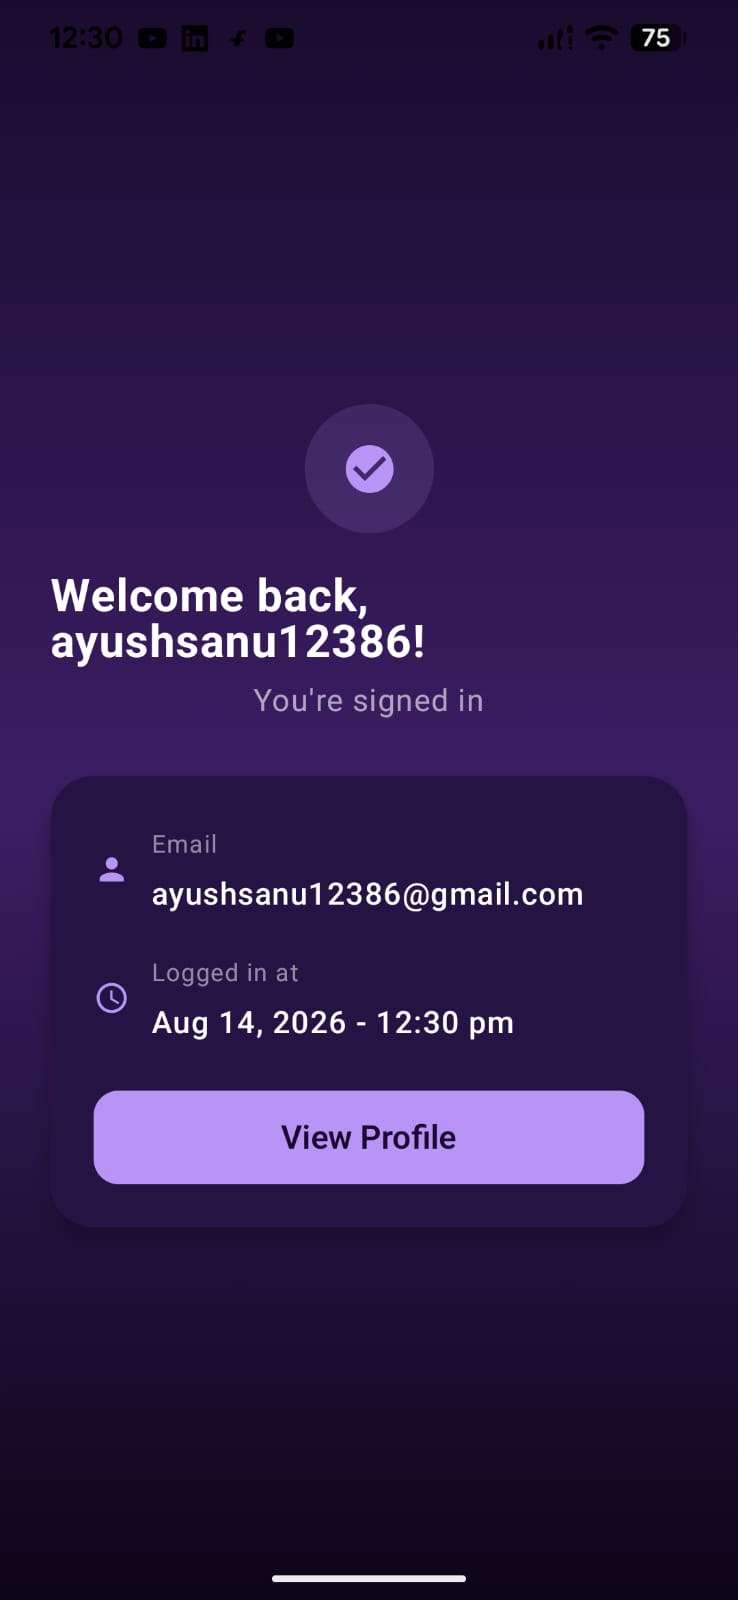 12:30
75
Welcome back,
ayushsanu12386!
You're signed in
Email
ayushsanu12386@gmail.com
Logged in at
Aug 14, 2026 - 12:30 pm
View Profile